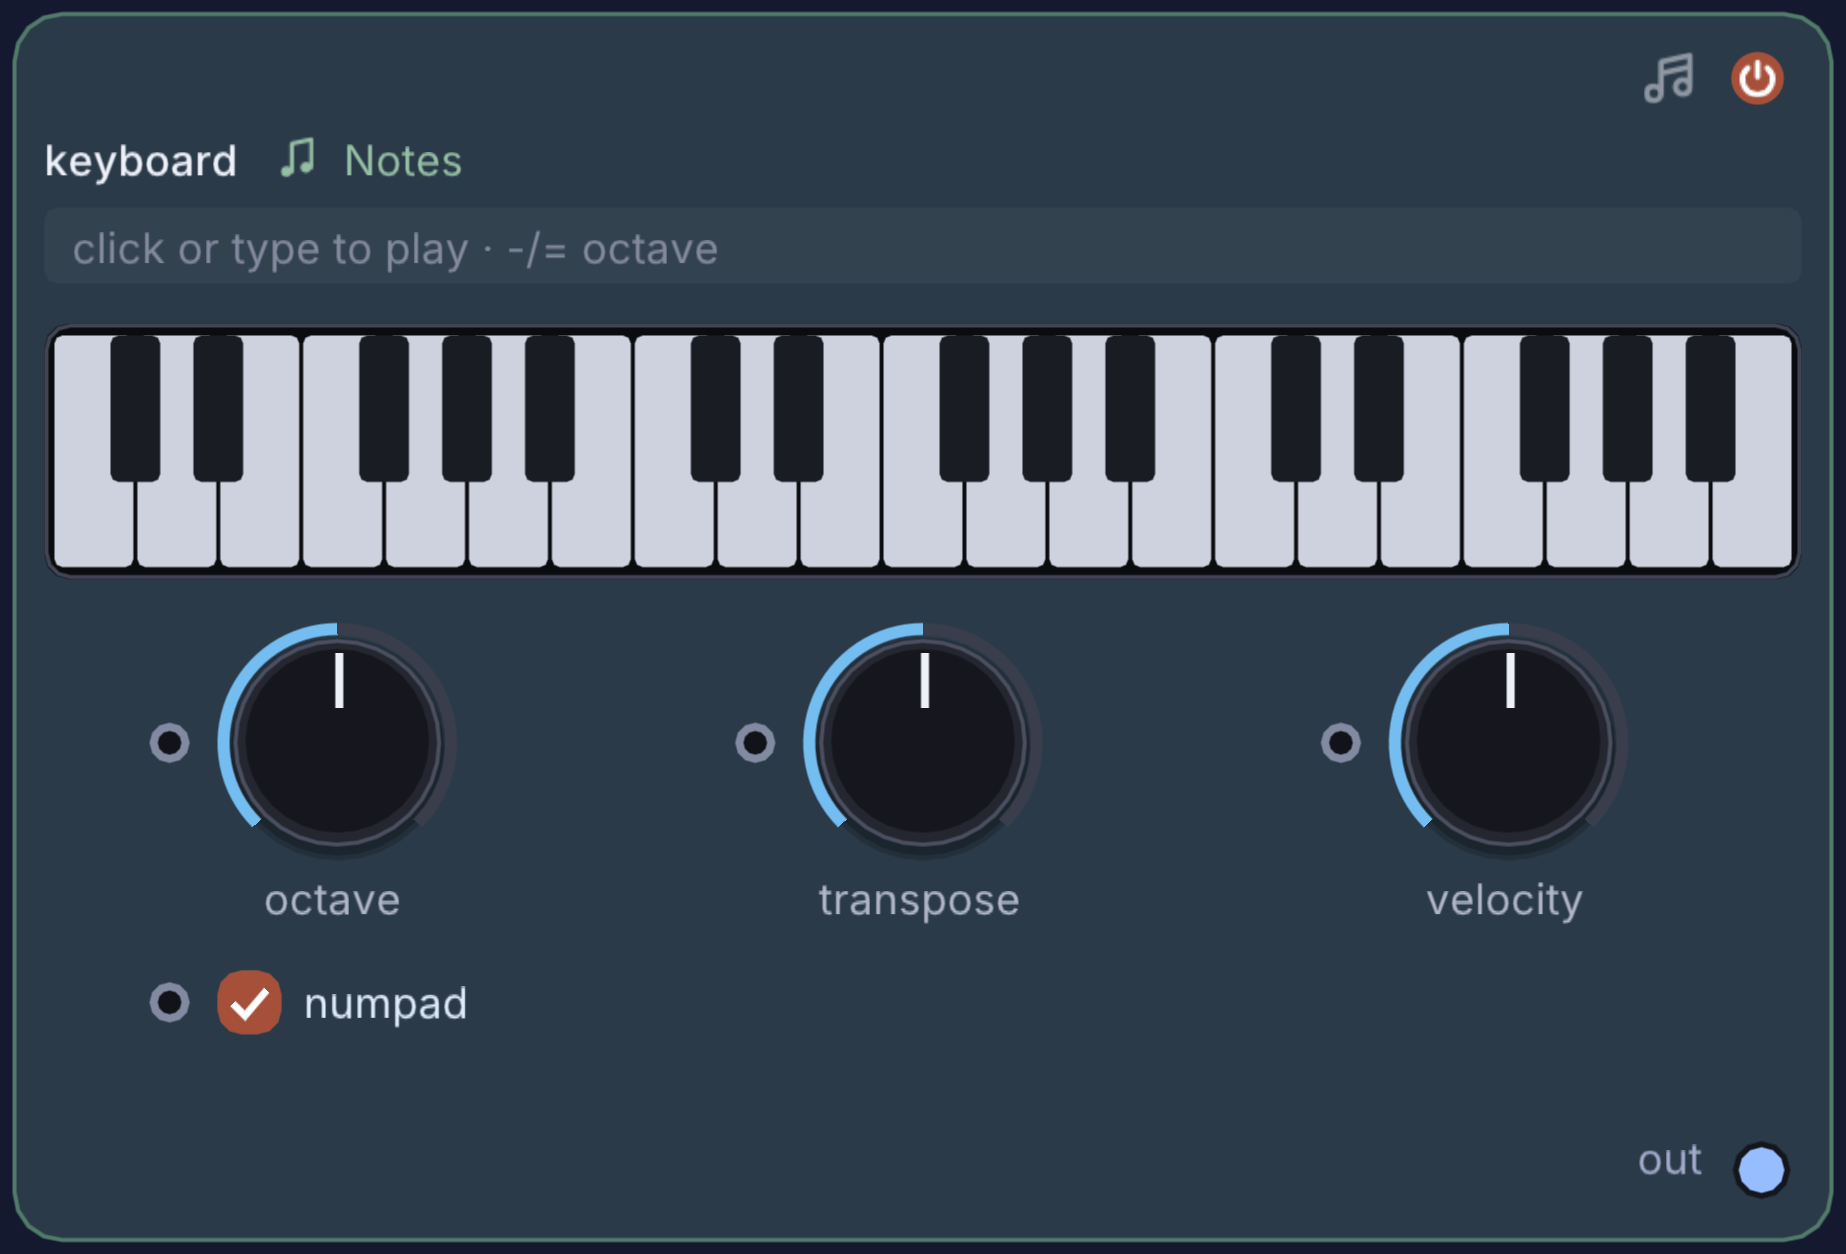 keyboard Notes
click or type to play · -/= octave
octave transpose velocity
numpad
out